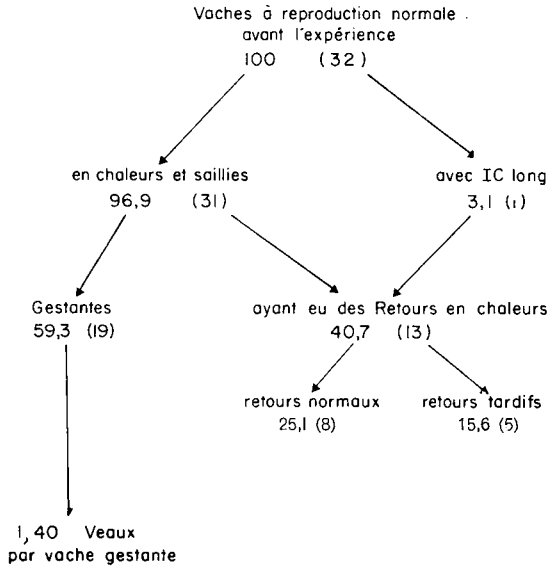 Vaches à reproduction normale .
avant l'expérience
100 (32)
en chaleurs et saillies
96,9 (31)
avec IC long
3,1 (1)
Gestantes
59,3 (19)
ayant eu des Retours en chaleurs
40,7 (13)
retours normaux
25,1 (8)
retours tardifs
15,6 (5)
1,40 Veaux
par vache gestante